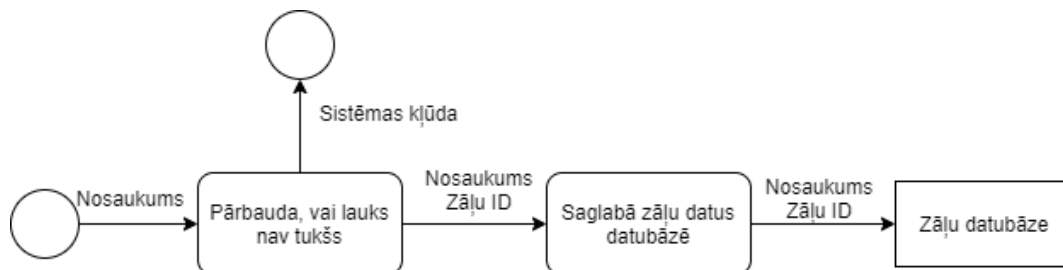 Sistēmas kļūda
Nosaukums
Pārbauda, vai lauks
nav tukšs
Nosaukums
Zāļu ID
Saglabā zāļu datus
datubāzē
Nosaukums
Zāļu ID
Zāļu datubāze